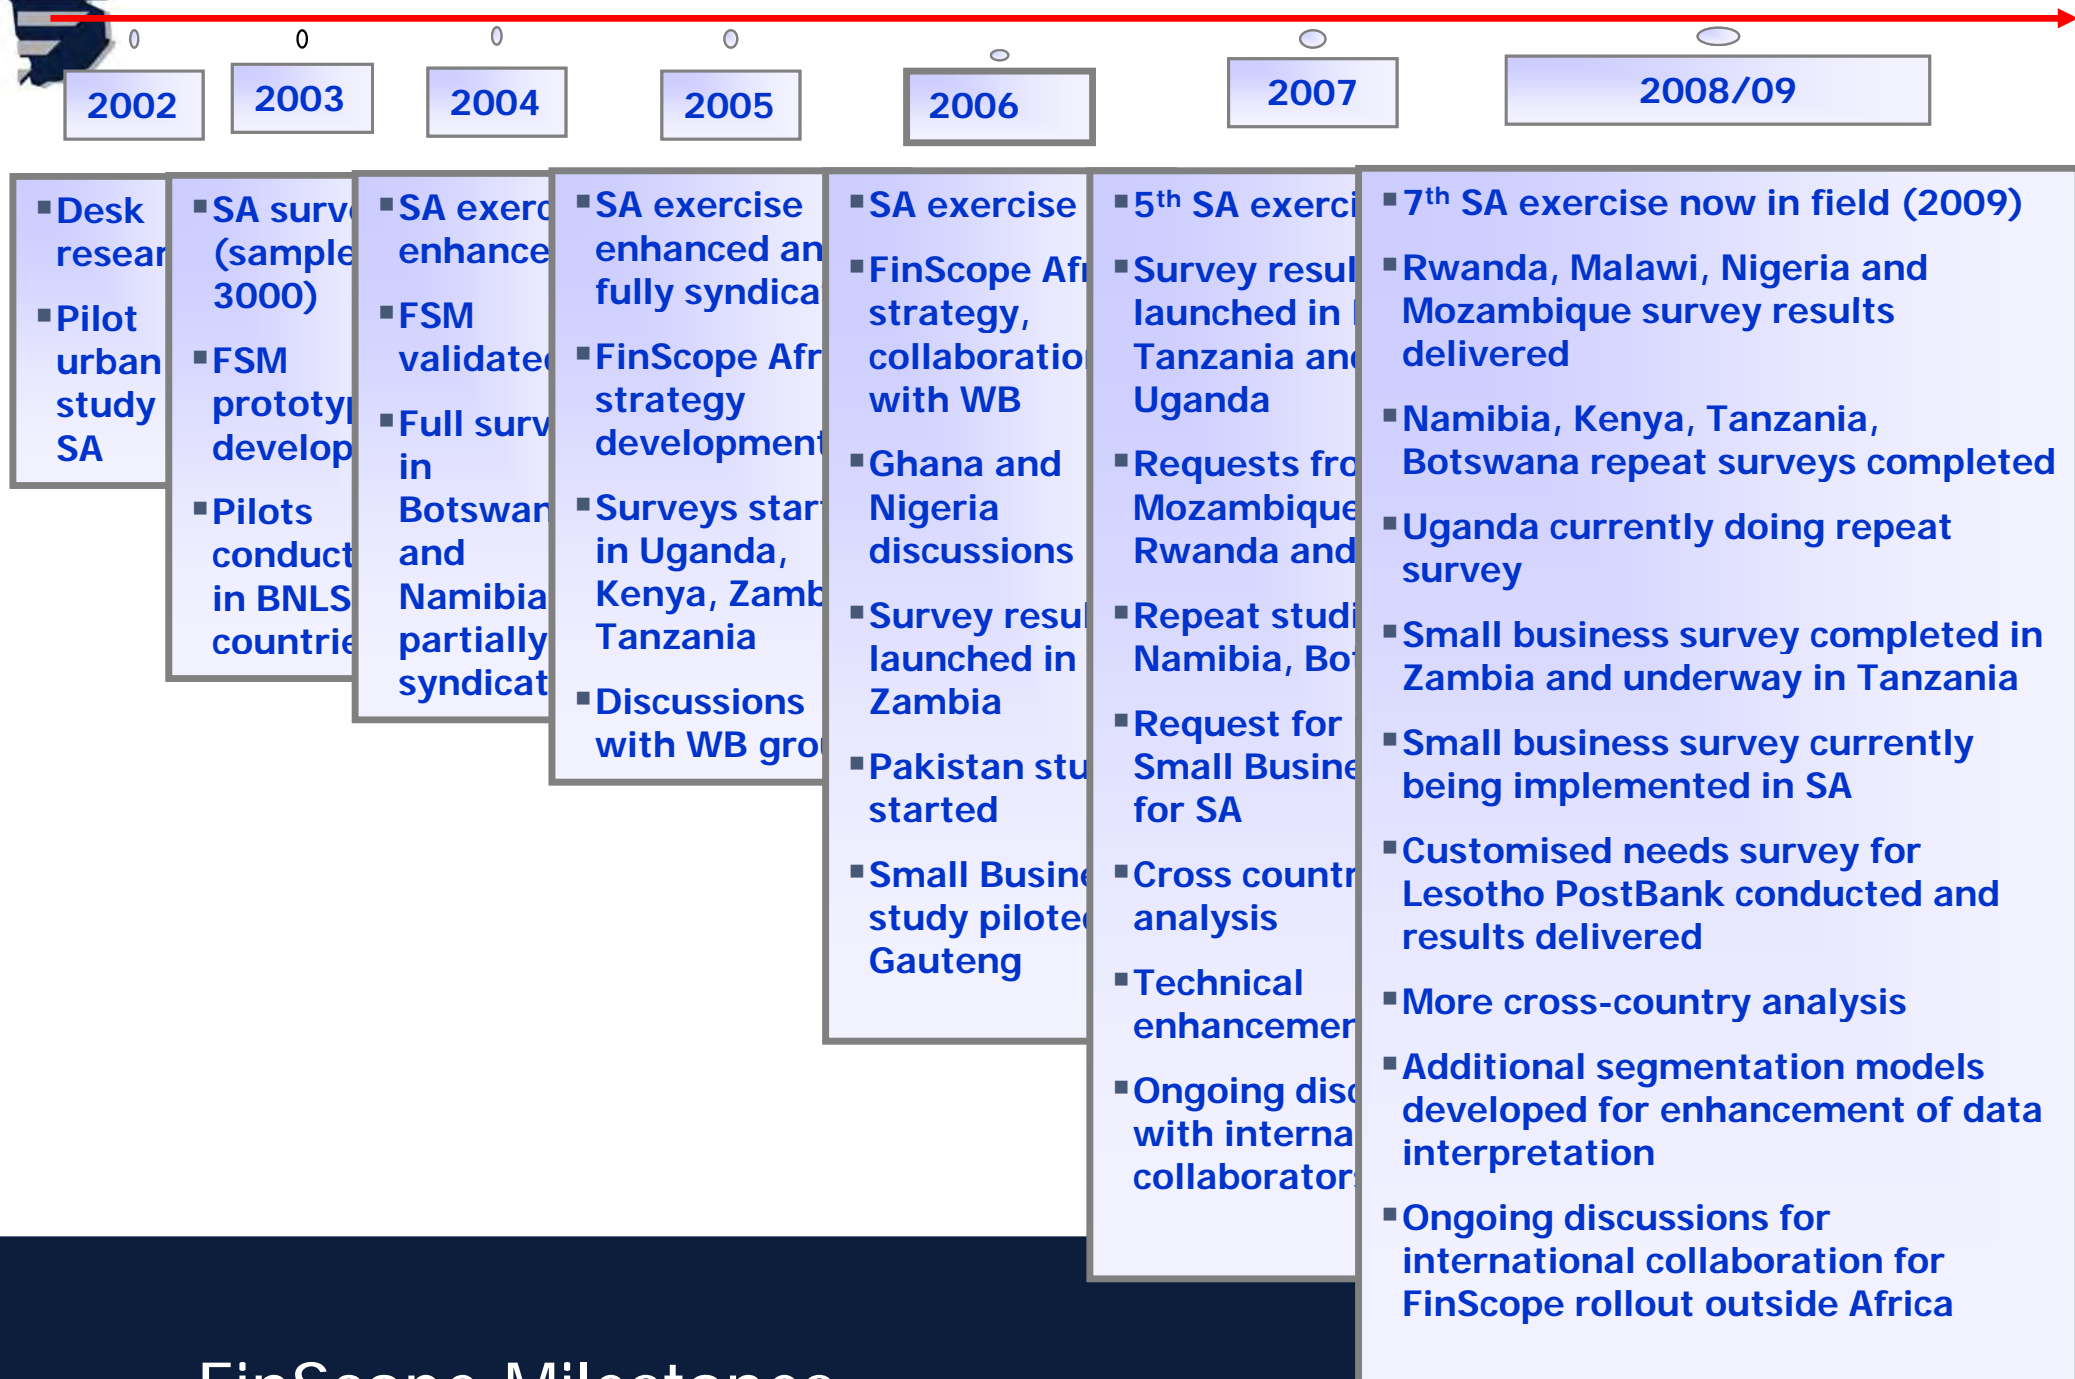 2002
2003
2004
2005
2006
2007
2008/09
▪Desk
resear
▪Pilot
urban
study
SA
▪SA surv
(sample
3000)
▪FSM
prototy
develop
▪Pilots
conduct
in BNLS
countrie
▪SA exerc
enhance
▪FSM
validate
▪Full surv
in
Botswan
and
Namibia
partially
syndicat
▪SA exercise
enhanced an
fully syndica
▪FinScope Afr
strategy
development
▪Surveys star
in Uganda,
Kenya, Zamb
Tanzania
▪Discussions
with WB grou
▪SA exercise
▪FinScope Afr
strategy,
collaboratio
with WB
▪Ghana and
Nigeria
discussions
▪Survey resul
launched in
Zambia
▪Pakistan stu
started
▪Small Busine
study pilote
Gauteng
▪5th SA exerci
▪Survey resul
launched in
Tanzania and
Uganda
▪Requests fro
Mozambique
Rwanda and
▪Repeat studi
Namibia, Bot
▪Request for
Small Busine
for SA
▪Cross countr
analysis
▪Technical
enhancemen
▪Ongoing disc
with interna
collaborator
▪7th SA exercise now in field (2009)
▪Rwanda, Malawi, Nigeria and
Mozambique survey results
delivered
▪Namibia, Kenya, Tanzania,
Botswana repeat surveys completed
▪Uganda currently doing repeat
survey
▪Small business survey completed in
Zambia and underway in Tanzania
▪Small business survey currently
being implemented in SA
▪Customised needs survey for
Lesotho PostBank conducted and
results delivered
▪More cross-country analysis
▪Additional segmentation models
developed for enhancement of data
interpretation
▪Ongoing discussions for
international collaboration for
FinScope rollout outside Africa
FinScope Milestones